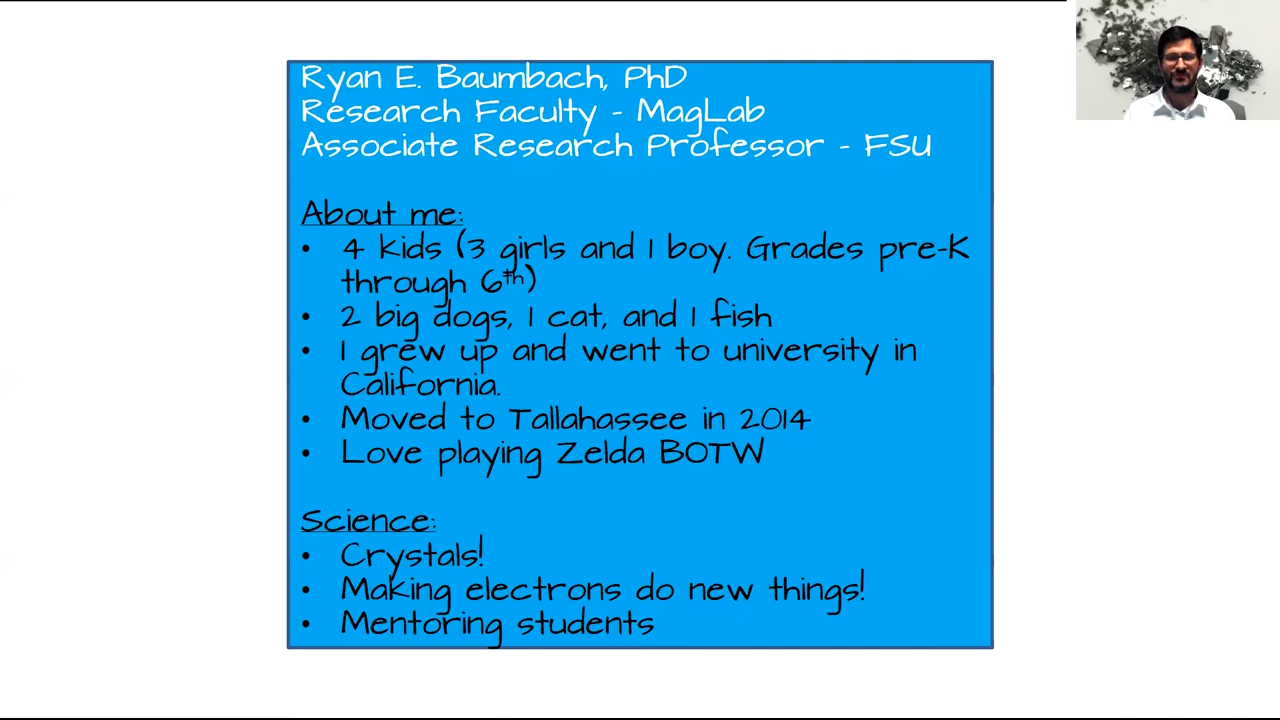 Ryan E. Baumbach, PhD
Research Faculty - MagLab
Associate Research Professor - FSU
About me:
• 4 kids (3 girls and 1 boy. Grades pre-K
through 6th)
• 2 big dogs, 1 cat, and 1 fish
• I grew up and went to university in
California.
• Moved to Tallahassee in 2014
• Love playing Zelda BOTW
Science:
• Crystals!
• Making electrons do new things!
• Mentoring students